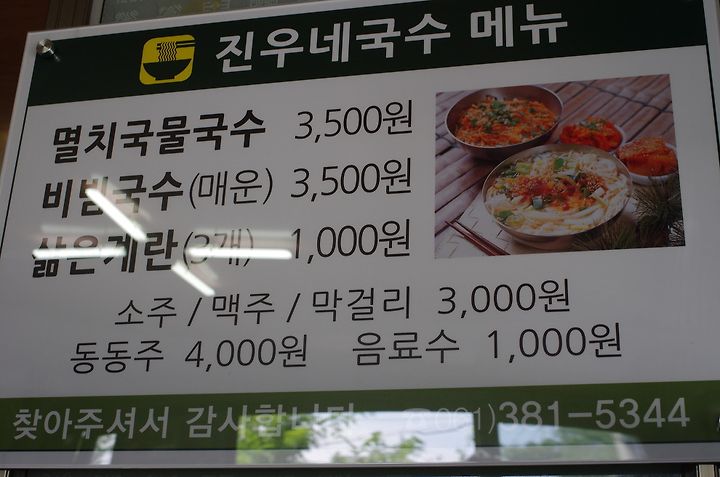 진우네국수 메뉴
멸치국물국수 3,500원
비빔국수(매운) 3,500원
삶은계란(3개) 1,000원
소주 / 맥주 / 막걸리 3,000원
동동주 4,000원 음료수 1,000원
찾아주셔서 감사합니다 ☎061)381-5344